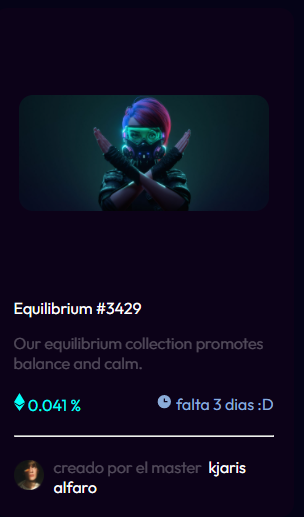 Equilibrium #3429
Our equilibrium collection promotes
balance and calm.
0.041 %
falta 3 dias :D
creado por el master kjaris
alfaro